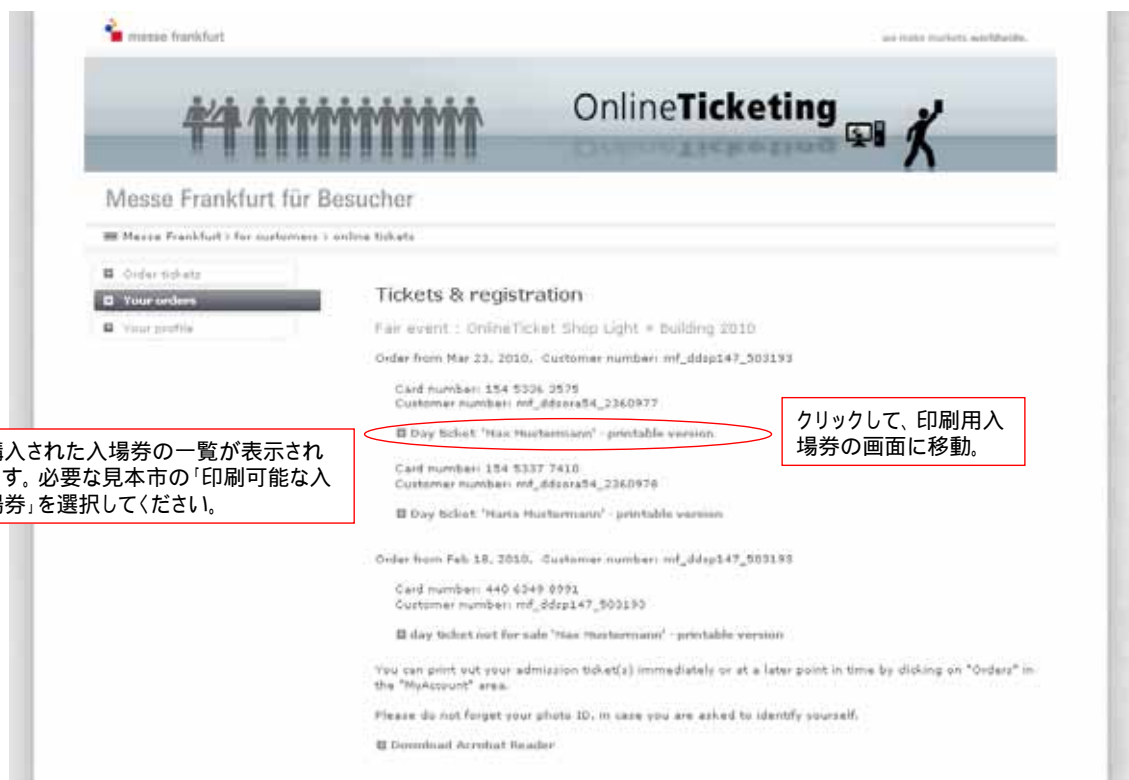 messe frankfurt
we make markets worldwide.
OnlineTicketing
Messe Frankfurt für Besucher
Messe Frankfurt > for customers > online tickets
Order tickets
Your orders
Your profile
Tickets & registration
Fair event : OnlineTicket Shop Light + Building 2010
Order from Mar 23, 2010, Customer number: mf_ddsp147_503193
Card number: 154 5336 3575
Customer number: mf_ddsora54_2360977
Day ticket 'Max Mustermann' - printable version
クリックして、印刷用入
場券の画面に移動。
購入された入場券の一覧が表示され
す。必要な見本市の「印刷可能な入
場券」を選択してください。
Card number: 154 5337 7410
Customer number: mf_ddsora54_2360978
Day ticket 'Maria Mustermann' - printable version
Order from Feb 18, 2010, Customer number: mf_ddsp147_503193
Card number: 440 6349 8991
Customer number: mf_ddsp147_503193
day ticket not for sale 'Max Mustermann' - printable version
You can print out your admission ticket(s) immediately or at a later point in time by clicking on "Orders" in
the "MyAccount" area.
Please do not forget your photo ID, in case you are asked to identify yourself.
Download Acrobat Reader